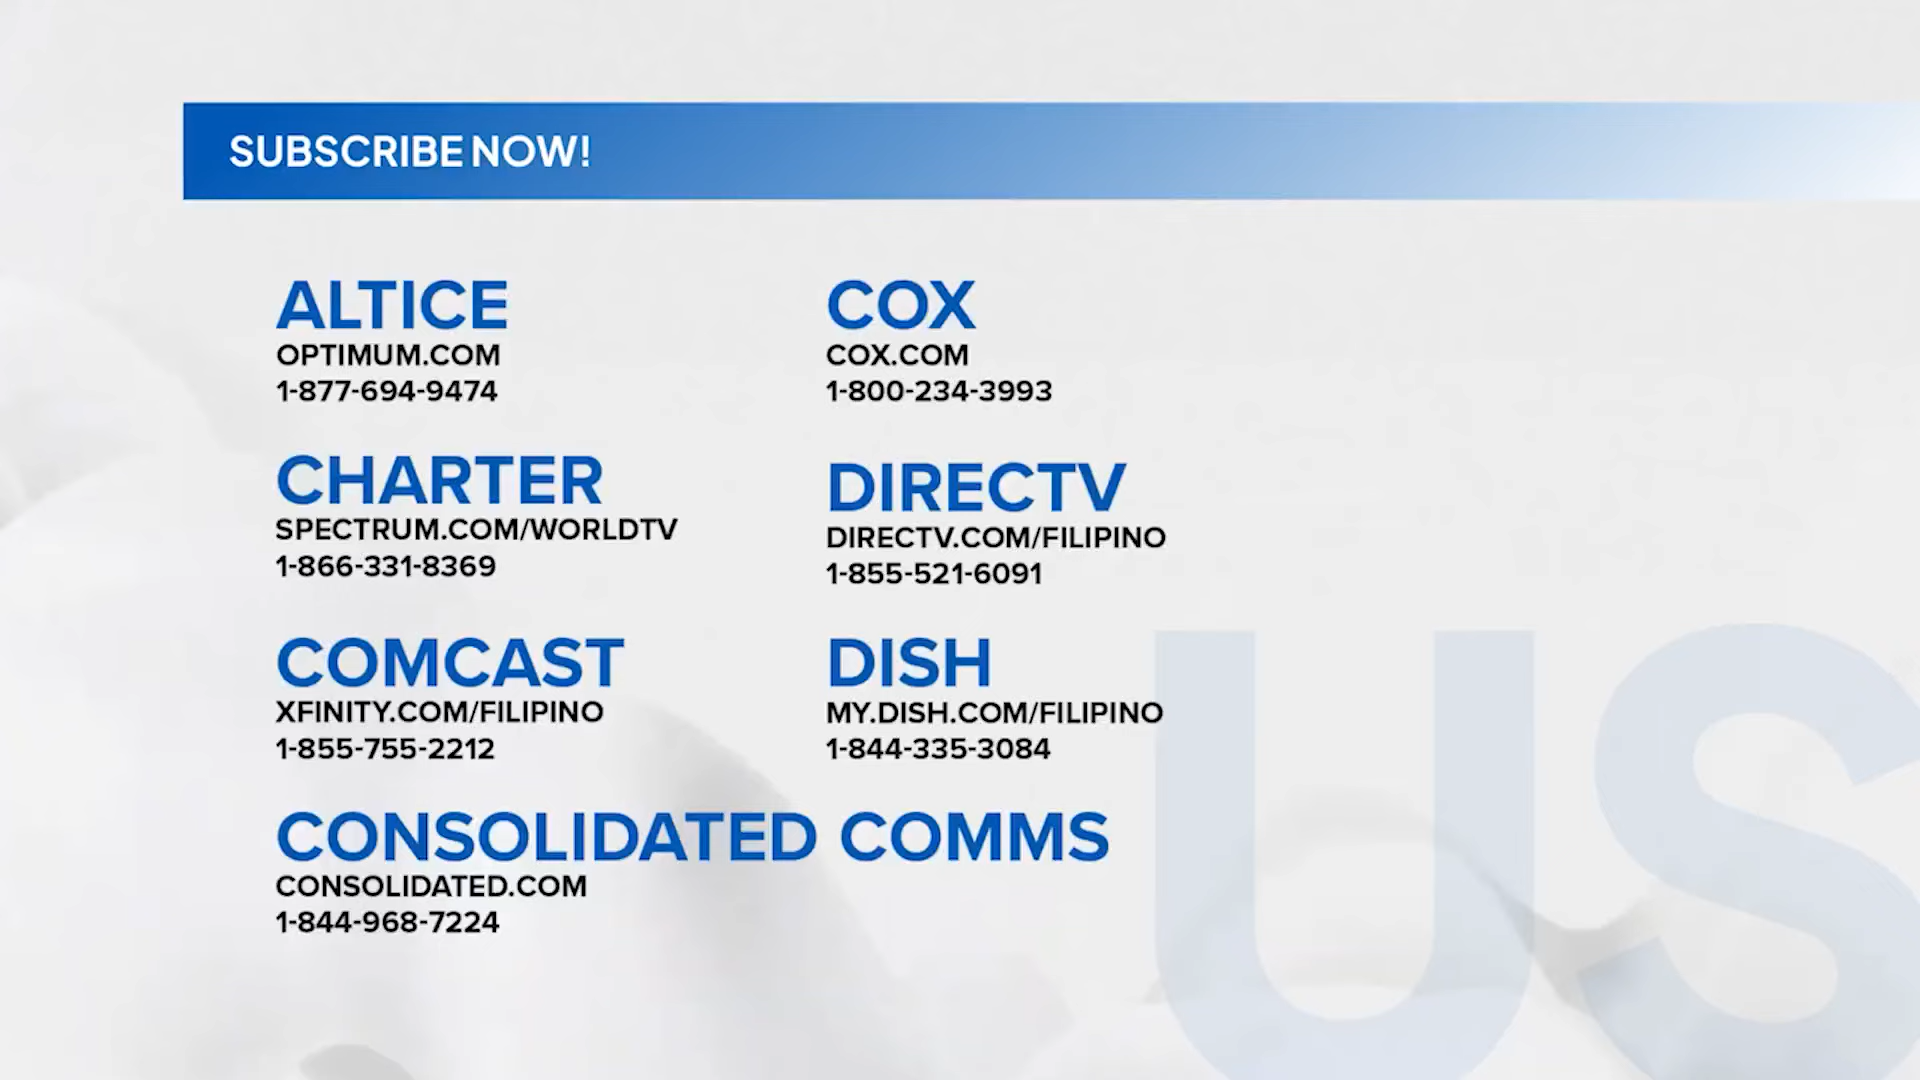 SUBSCRIBE NOW!
ALTICE
OPTIMUM.COM
1-877-694-9474
CHARTER
SPECTRUM.COM/WORLDTV
1-866-331-8369
COMCAST
XFINITY.COM/FILIPINO
1-855-755-2212
CONSOLIDATED COMMS
CONSOLIDATED.COM
1-844-968-7224
COX
COX.COM
1-800-234-3993
DIRECTV
DIRECTV.COM/FILIPINO
1-855-521-6091
DISH
MY.DISH.COM/FILIPINO
1-844-335-3084
US